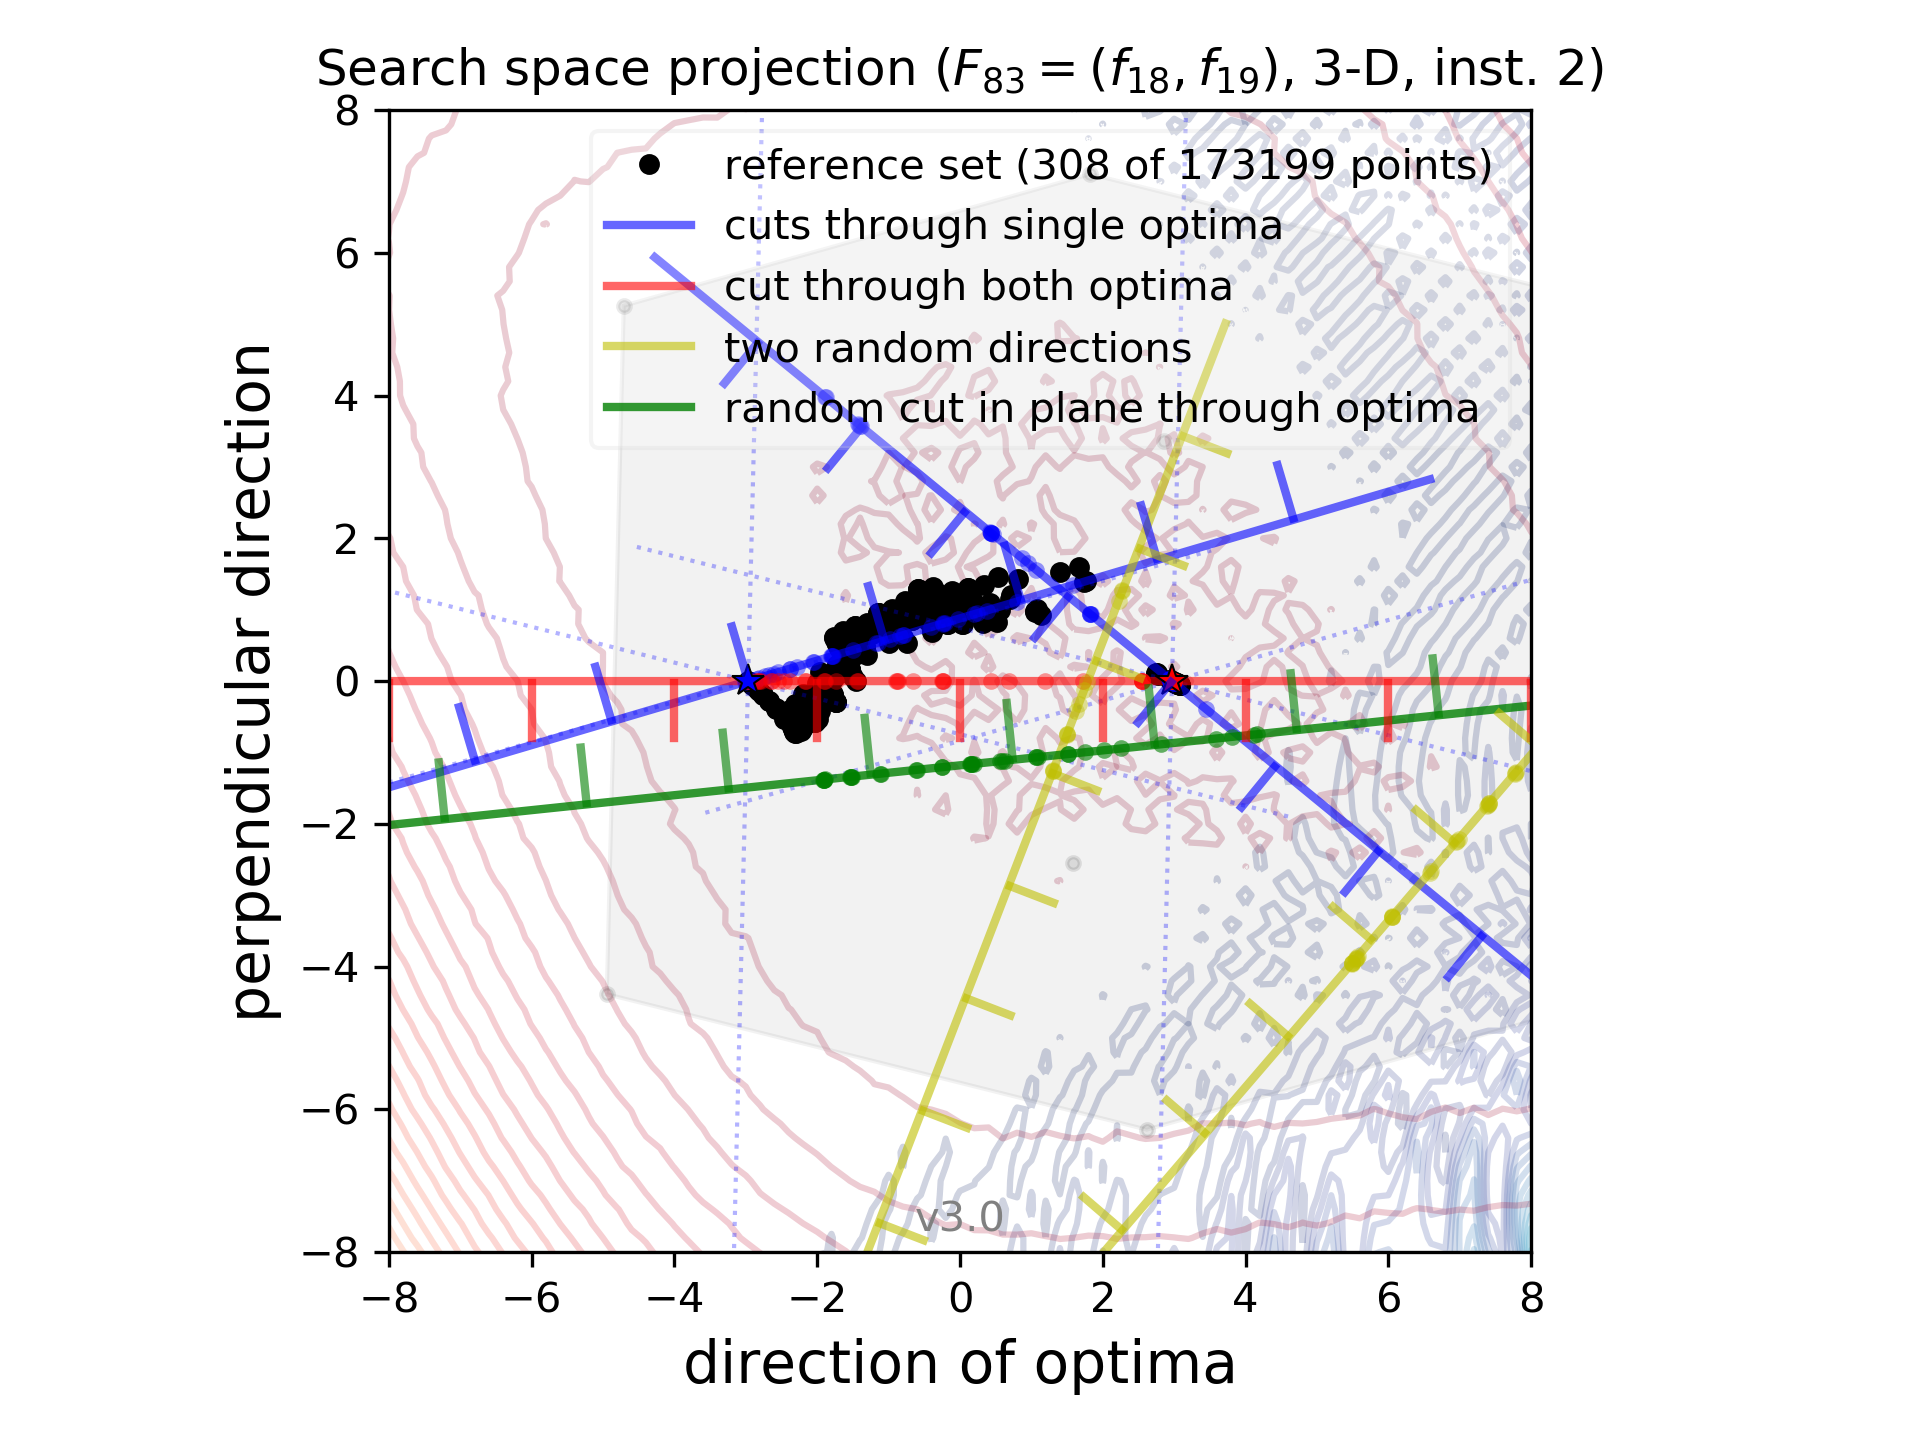 Search space projection (F₈₃ = (f₁₈, f₁₉), 3-D, inst. 2)
reference set (308 of 173199 points)
cuts through single optima
cut through both optima
two random directions
random cut in plane through optima
8
6
4
2
0
−2
−4
−6
−8
perpendicular direction
v3.0
−8 −6 −4 −2 0 2 4 6 8
direction of optima